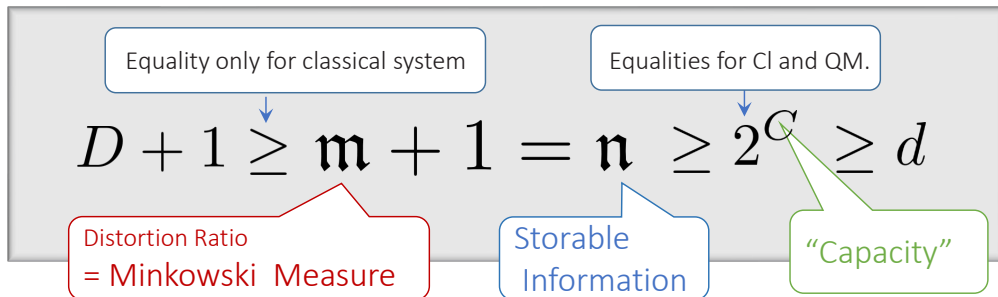 Equality only for classical system
Equalities for Cl and QM.
D + 1 ≥ 𝔪 + 1 = 𝔫 ≥ 2^C ≥ d
Distortion Ratio
= Minkowski Measure
Storable
Information
“Capacity”